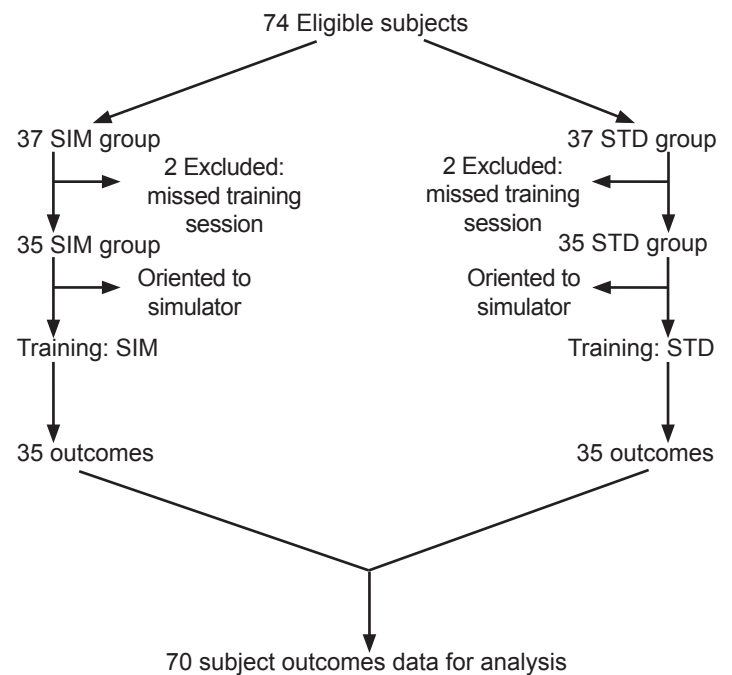 74 Eligible subjects
37 SIM group
37 STD group
2 Excluded:
missed training
session
2 Excluded:
missed training
session
35 SIM group
35 STD group
Oriented to
simulator
Oriented to
simulator
Training: SIM
Training: STD
35 outcomes
35 outcomes
70 subject outcomes data for analysis